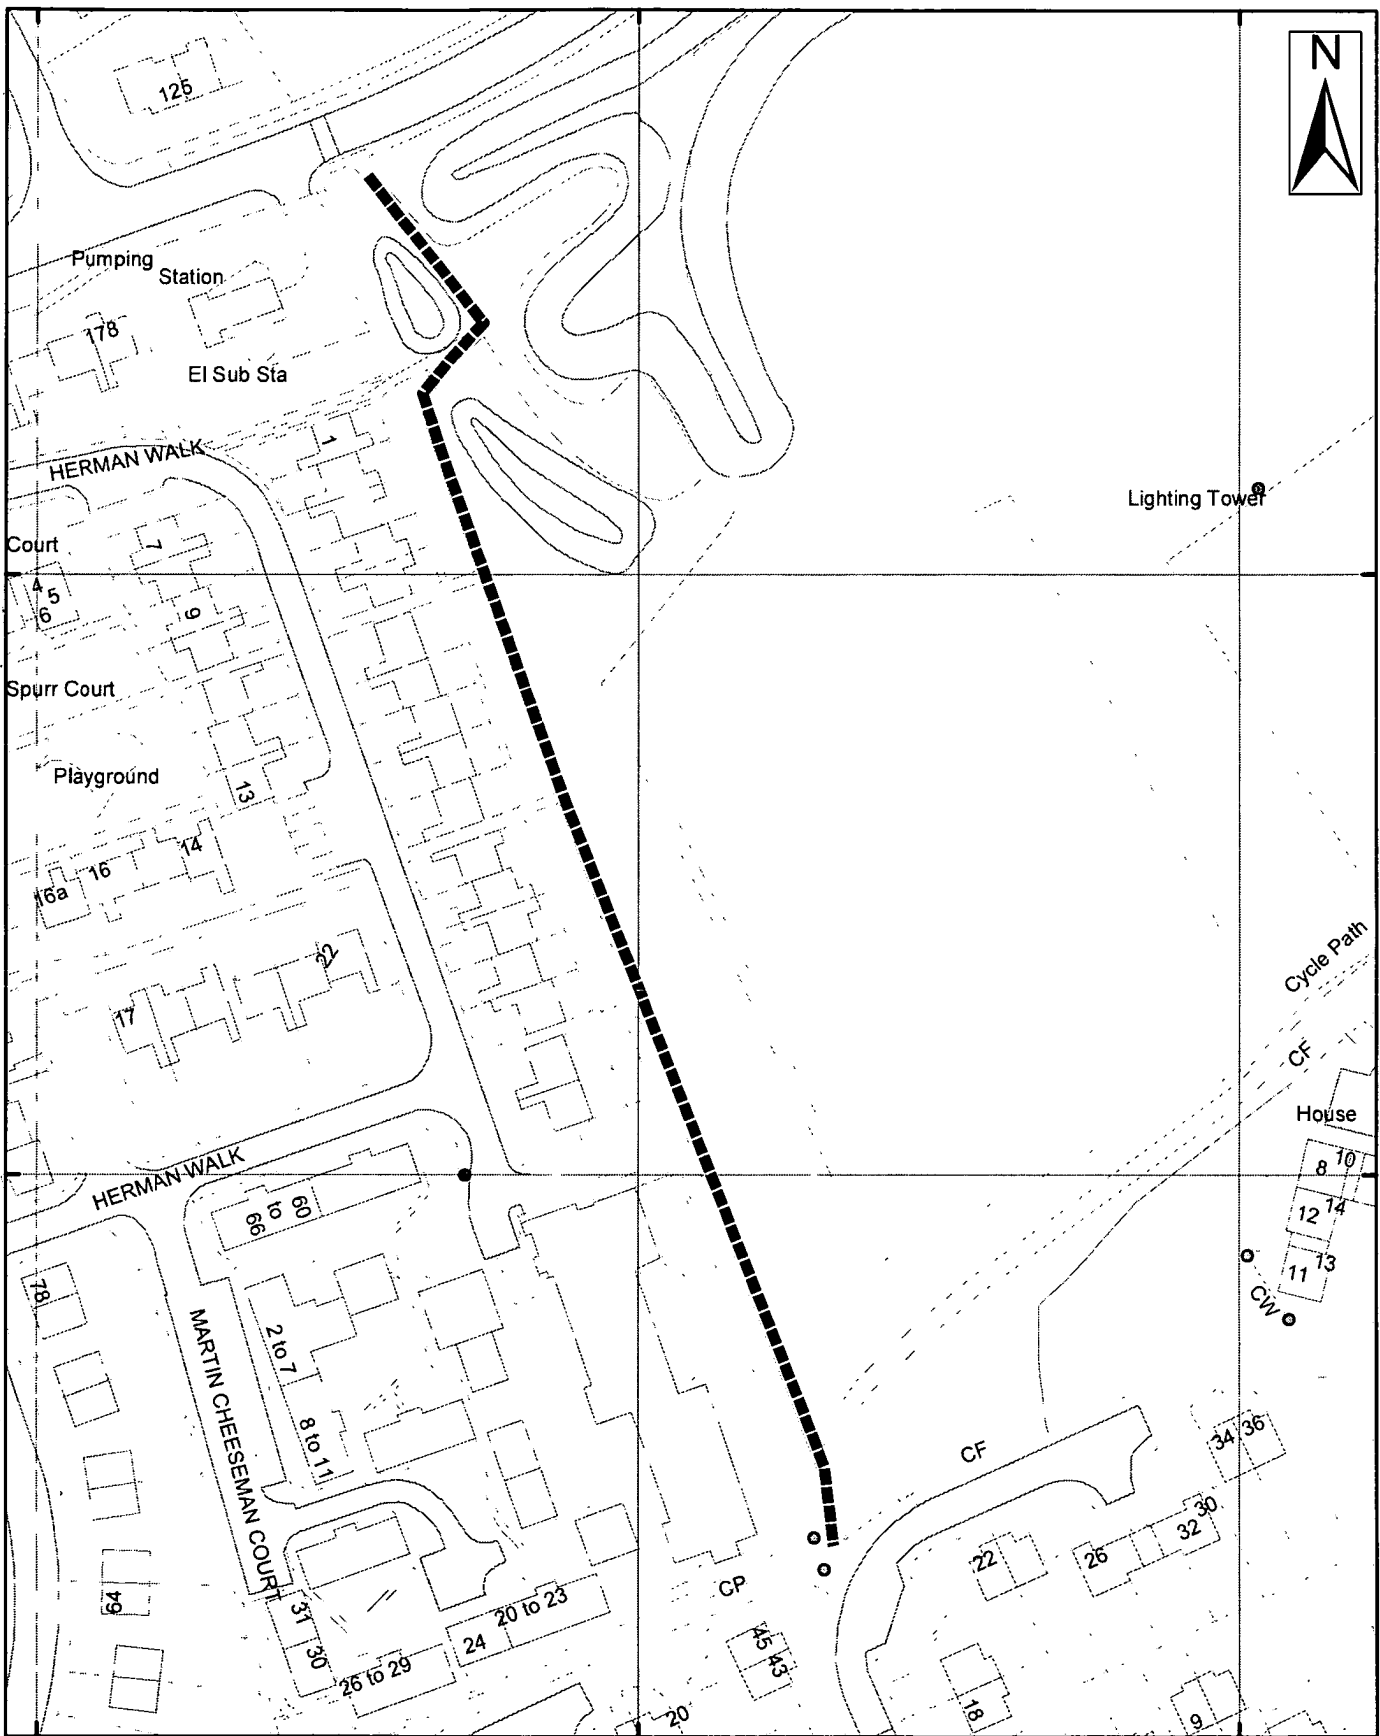 N
125
Pumping
Station
178
El Sub Sta
1
HERMAN WALK
Lighting Tower
Court
7
4
5
6
9
Spurr Court
Playground
13
14
16
16a
22
17
Cycle Path
CF
House
HERMAN WALK
8
10
60
to
66
12
14
11
13
CW
78
MARTIN CHEESEMAN COURT
2 to 7
8 to 11
CF
34
36
30
32
22
26
CP
64
31
30
20 to 23
24
26 to 29
45
43
18
20
9